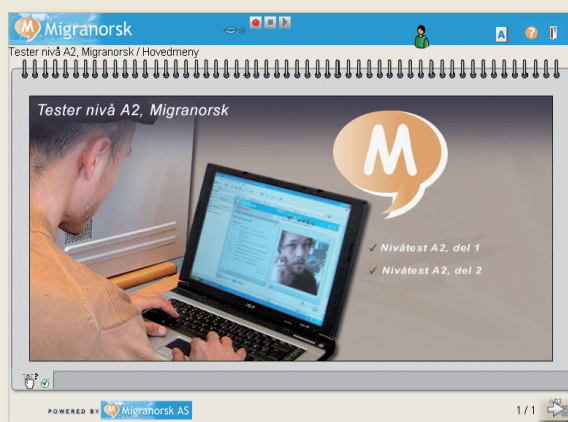 Migranorsk
Tester nivå A2, Migranorsk / Hovedmeny
Tester nivå A2, Migranorsk
M
✓ Nivåtest A2, del 1
✓ Nivåtest A2, del 2
POWERED BY Migranorsk AS
1 / 1